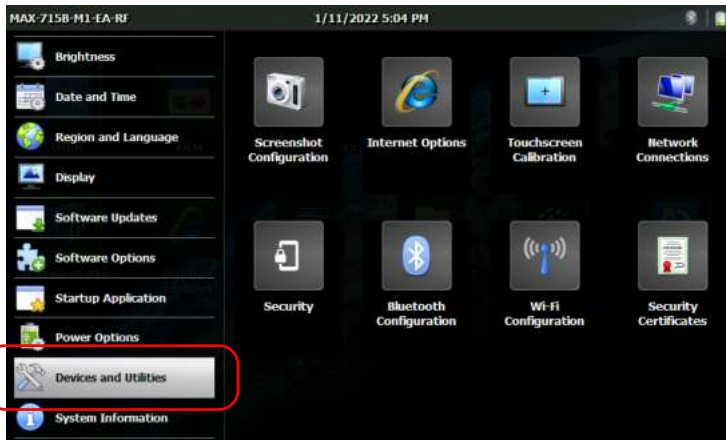 MAX-715B-M1-EA-RF
1/11/2022 5:04 PM
Brightness
Date and Time
Region and Language
Display
Software Updates
Software Options
Startup Application
Power Options
Devices and Utilities
System Information
Screenshot
Configuration
Internet Options
Touchscreen
Calibration
Network
Connections
Security
Bluetooth
Configuration
Wi-Fi
Configuration
Security
Certificates